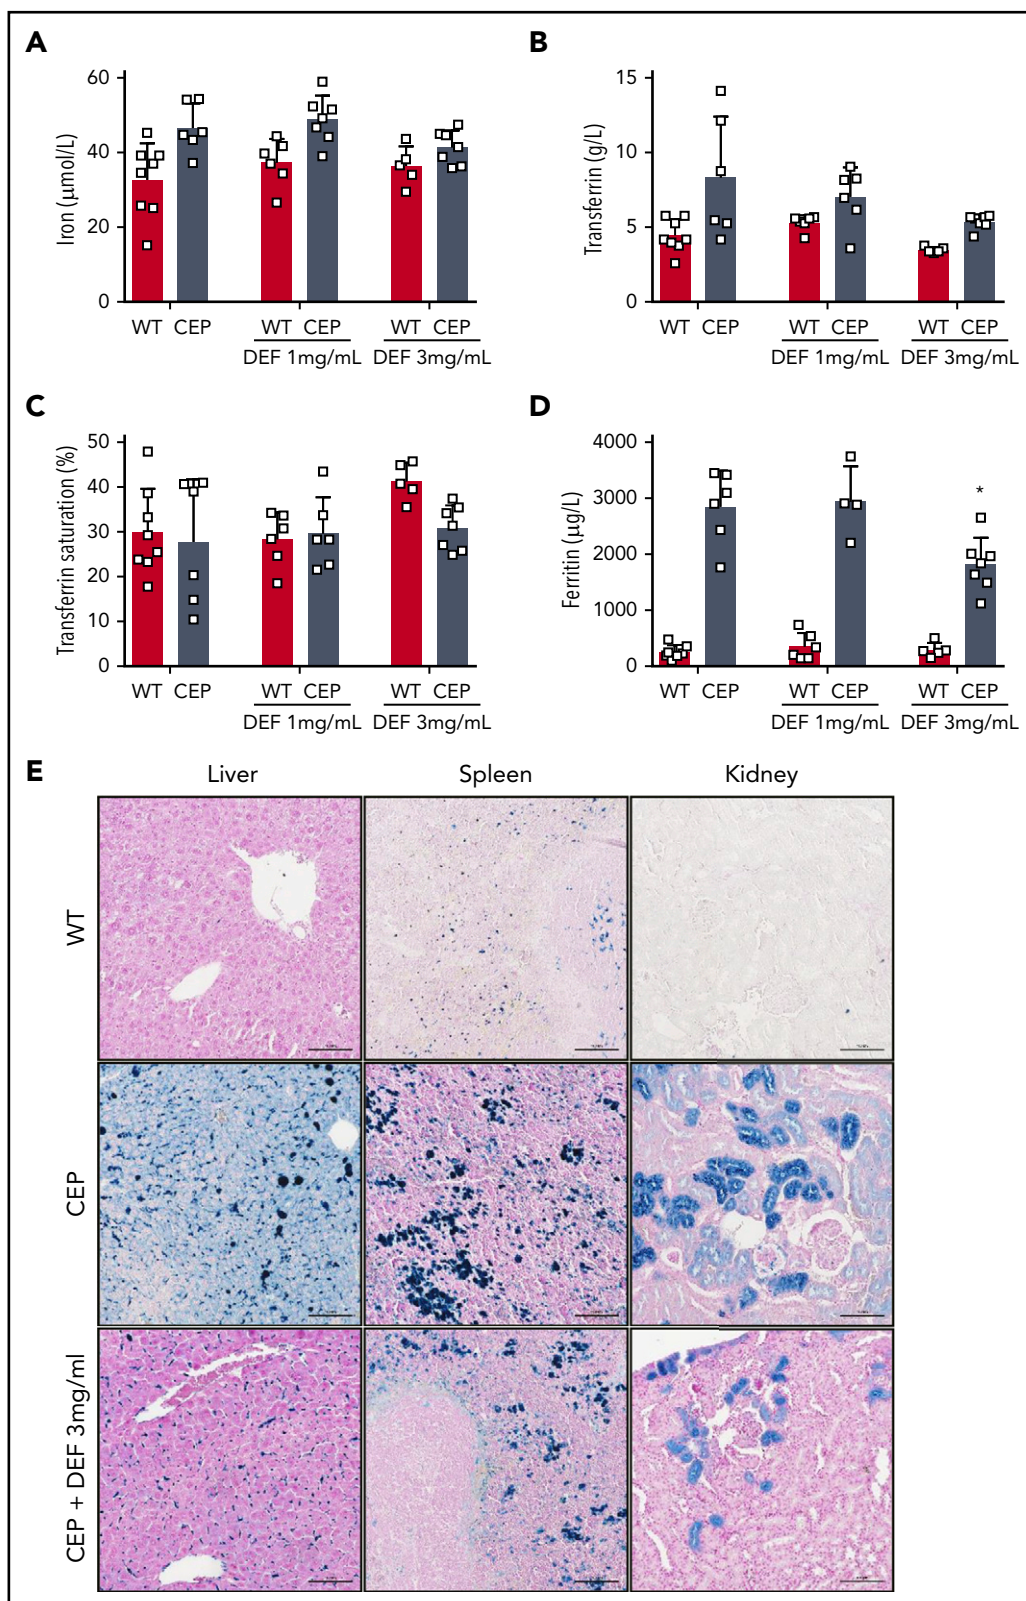 A
Iron (µmol/L)
60
40
20
0
WT CEP WT CEP WT CEP
DEF 1mg/mL DEF 3mg/mL
B
Transferrin (g/L)
15
10
5
0
WT CEP WT CEP WT CEP
DEF 1mg/mL DEF 3mg/mL
C
Transferrin saturation (%)
50
40
30
20
10
0
WT CEP WT CEP WT CEP
DEF 1mg/mL DEF 3mg/mL
D
Ferritin (µg/L)
4000
3000
2000
1000
0
*
WT CEP WT CEP WT CEP
DEF 1mg/mL DEF 3mg/mL
E
Liver Spleen Kidney
WT
CEP
CEP + DEF 3mg/ml